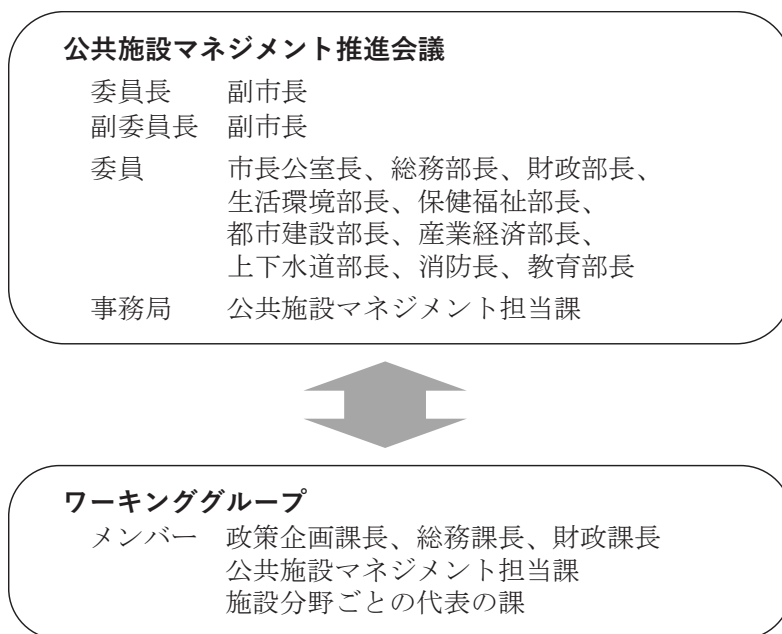 公共施設マネジメント推進会議
委員長 副市長
副委員長 副市長
委員 市長公室長、総務部長、財政部長、
生活環境部長、保健福祉部長、
都市建設部長、産業経済部長、
上下水道部長、消防長、教育部長
事務局 公共施設マネジメント担当課
ワーキンググループ
メンバー 政策企画課長、総務課長、財政課長
公共施設マネジメント担当課
施設分野ごとの代表の課